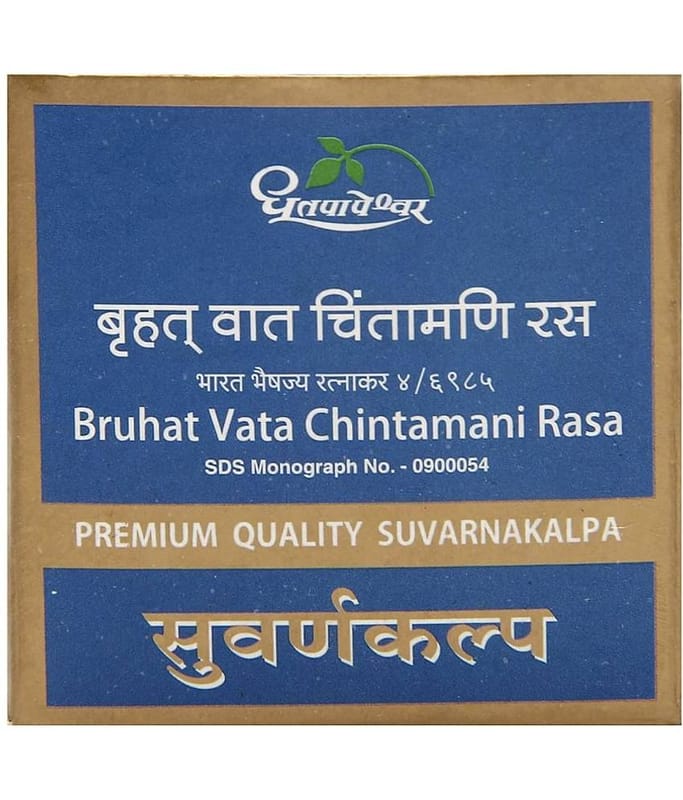 धूतपापेश्वर
बृहत् वात चिंतामणि रस
भारत भैषज्य रत्नाकर ४/६९८५
Bruhat Vata Chintamani Rasa
SDS Monograph No. - 0900054
PREMIUM QUALITY SUVARNAKALPA
सुवर्णकल्प